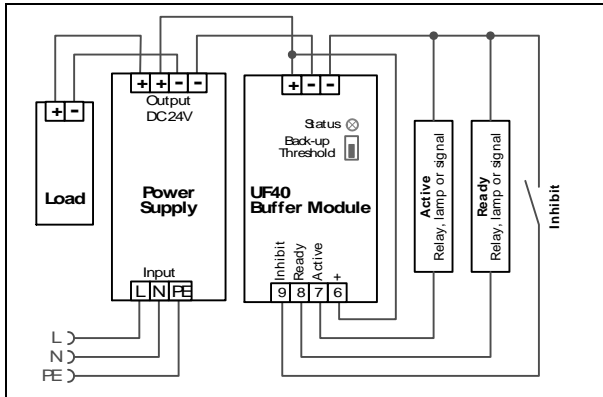 + -
Load
+ + - -
Output
DC24V
Power
Supply
Input
L N PE
L
N
PE
+ - -
Status
Back-up
Threshold
UF40
Buffer Module
Inhibit
Ready
Active
+
9 8 7 6
Active
Relay, lamp or signal
Ready
Relay, lamp or signal
Inhibit